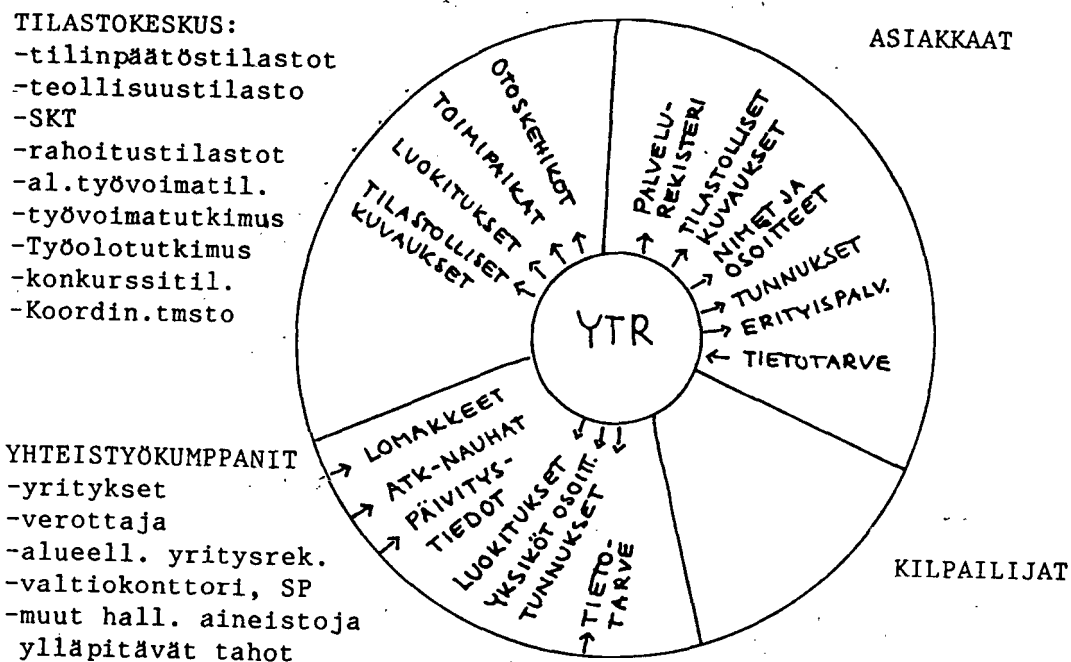 TILASTOKESKUS:
-tilinpäätöstilastot
-teollisuustilasto
-SKT
-rahoitustilastot
-al.työvoimatil.
-työvoimatutkimus
-Työolotutkimus
-konkurssitil.
-Koordin.tmsto
ASIAKKAAT
OTOSKEHIKOT
TOIMIPAIKAT
LUOKITUKSET
TILASTOLLISET
KUVAUKSET
PALVELU-
REKISTERI
TILASTOLLISET
KUVAUKSET
NIMET JA
OSOITTEET
TUNNUKSET
ERITYISPALV.
TIETOTARVE
YTR
YHTEISTYÖKUMPPANIT
-yritykset
-verottaja
-alueell. yritysrek.
-valtiokonttori, SP
-muut hall. aineistoja
ylläpitävät tahot
LOMAKKEET
ATK-NAUHAT
PÄIVITYS-
TIEDOT
LUOKITUKSET
YKSIKÖT OSOITT.
TUNNUKSET
TIETO-
TARVE
KILPAILIJAT